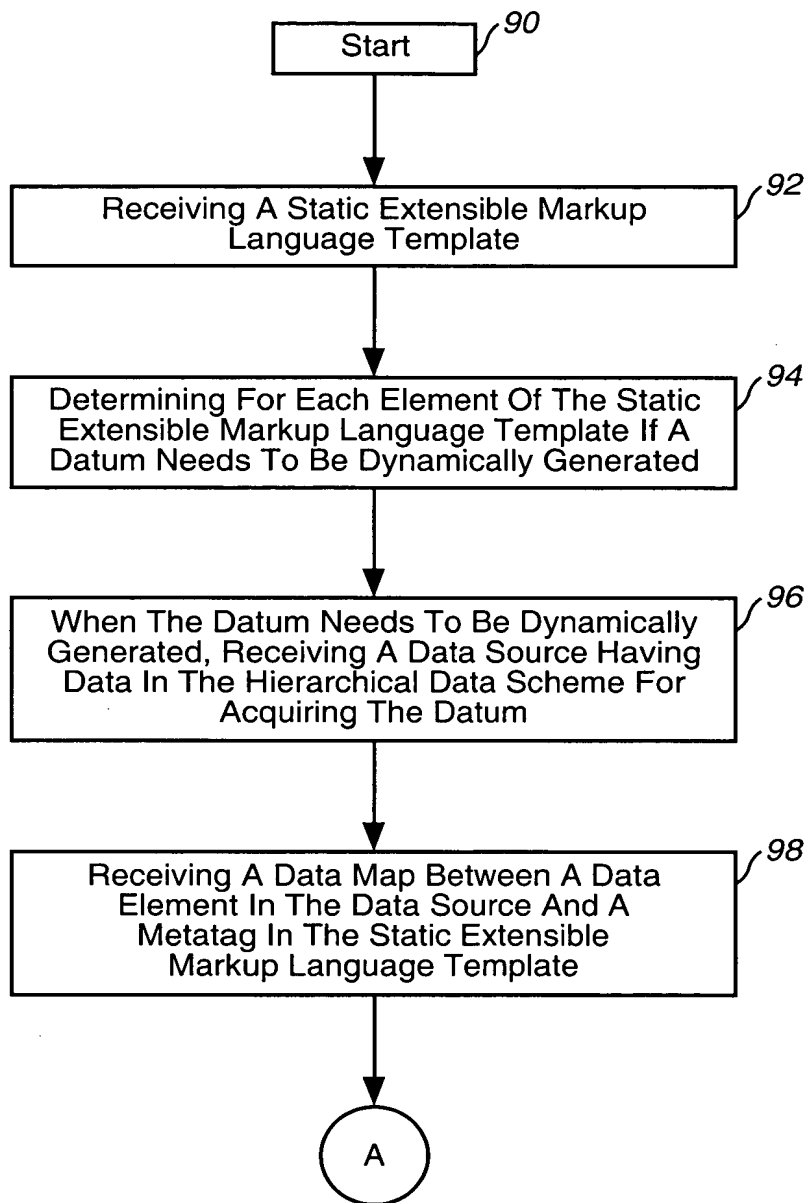 90
Start
92
Receiving A Static Extensible Markup
Language Template
94
Determining For Each Element Of The Static
Extensible Markup Language Template If A
Datum Needs To Be Dynamically Generated
96
When The Datum Needs To Be Dynamically
Generated, Receiving A Data Source Having
Data In The Hierarchical Data Scheme For
Acquiring The Datum
98
Receiving A Data Map Between A Data
Element In The Data Source And A
Metatag In The Static Extensible
Markup Language Template
A